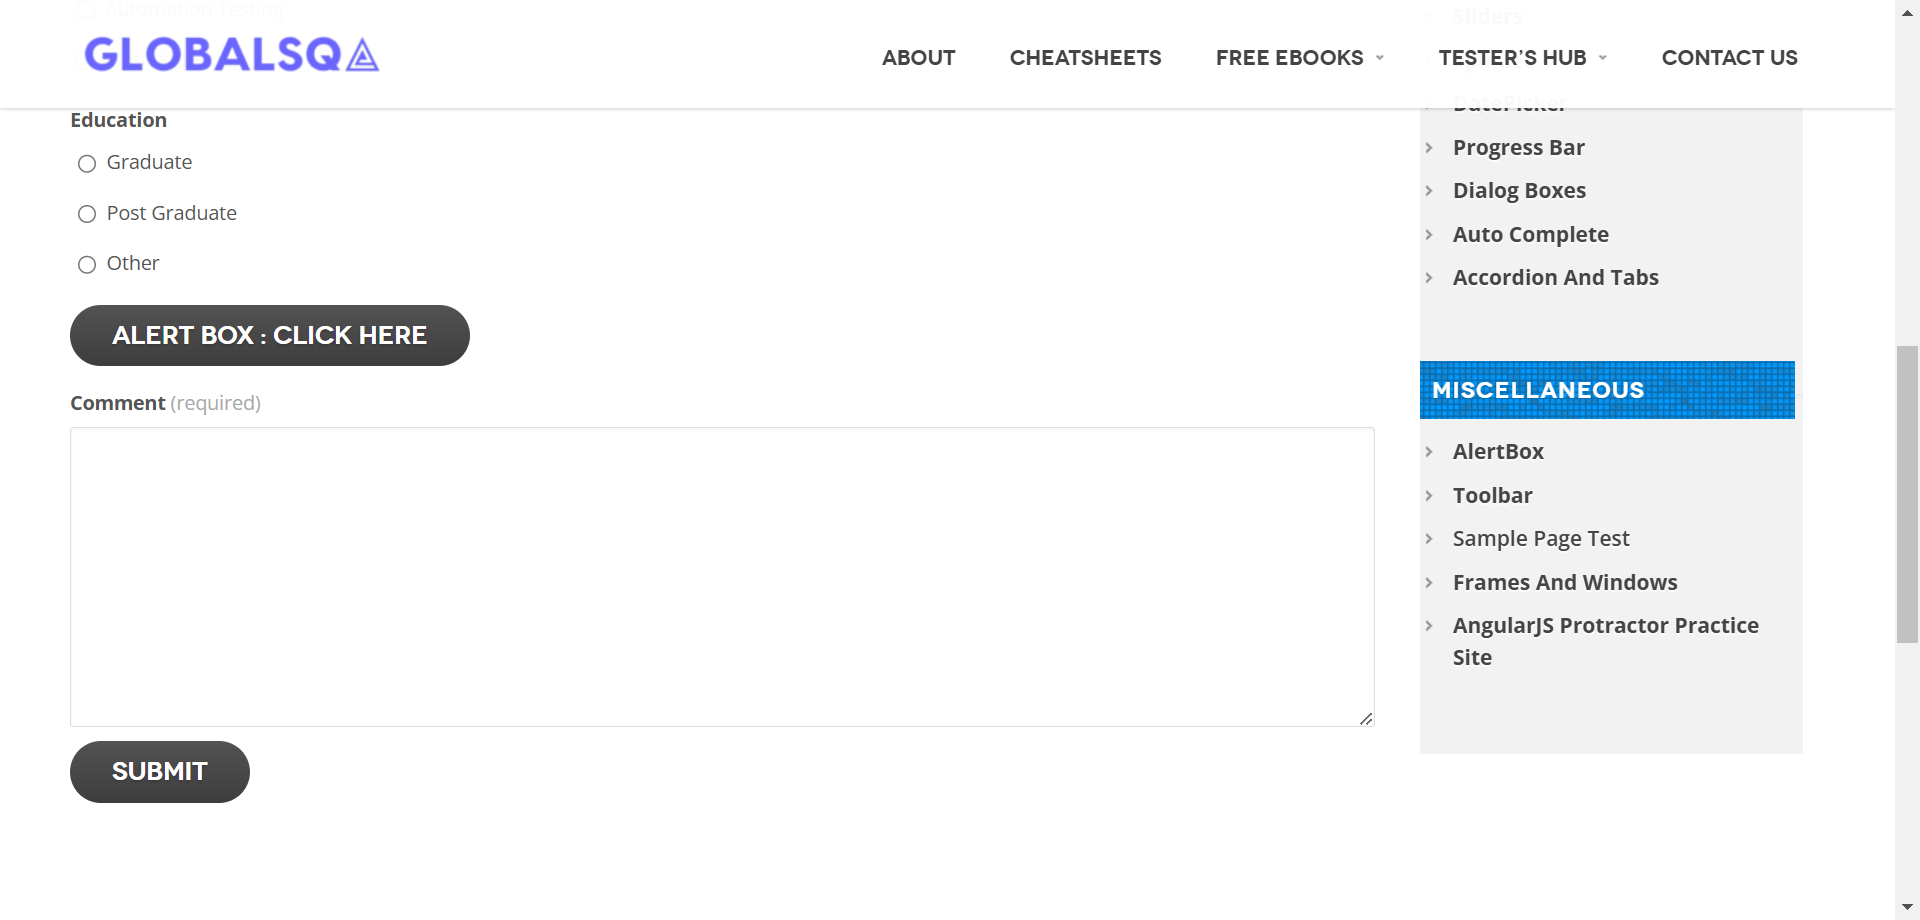 Automation Testing
Sliders
GLOBALSQA
ABOUT
CHEATSHEETS
FREE EBOOKS
TESTER’S HUB
CONTACT US
DatePicker
Education
Graduate
Post Graduate
Other
ALERT BOX : CLICK HERE
Comment (required)
SUBMIT
Progress Bar
Dialog Boxes
Auto Complete
Accordion And Tabs
MISCELLANEOUS
AlertBox
Toolbar
Sample Page Test
Frames And Windows
AngularJS Protractor Practice
Site